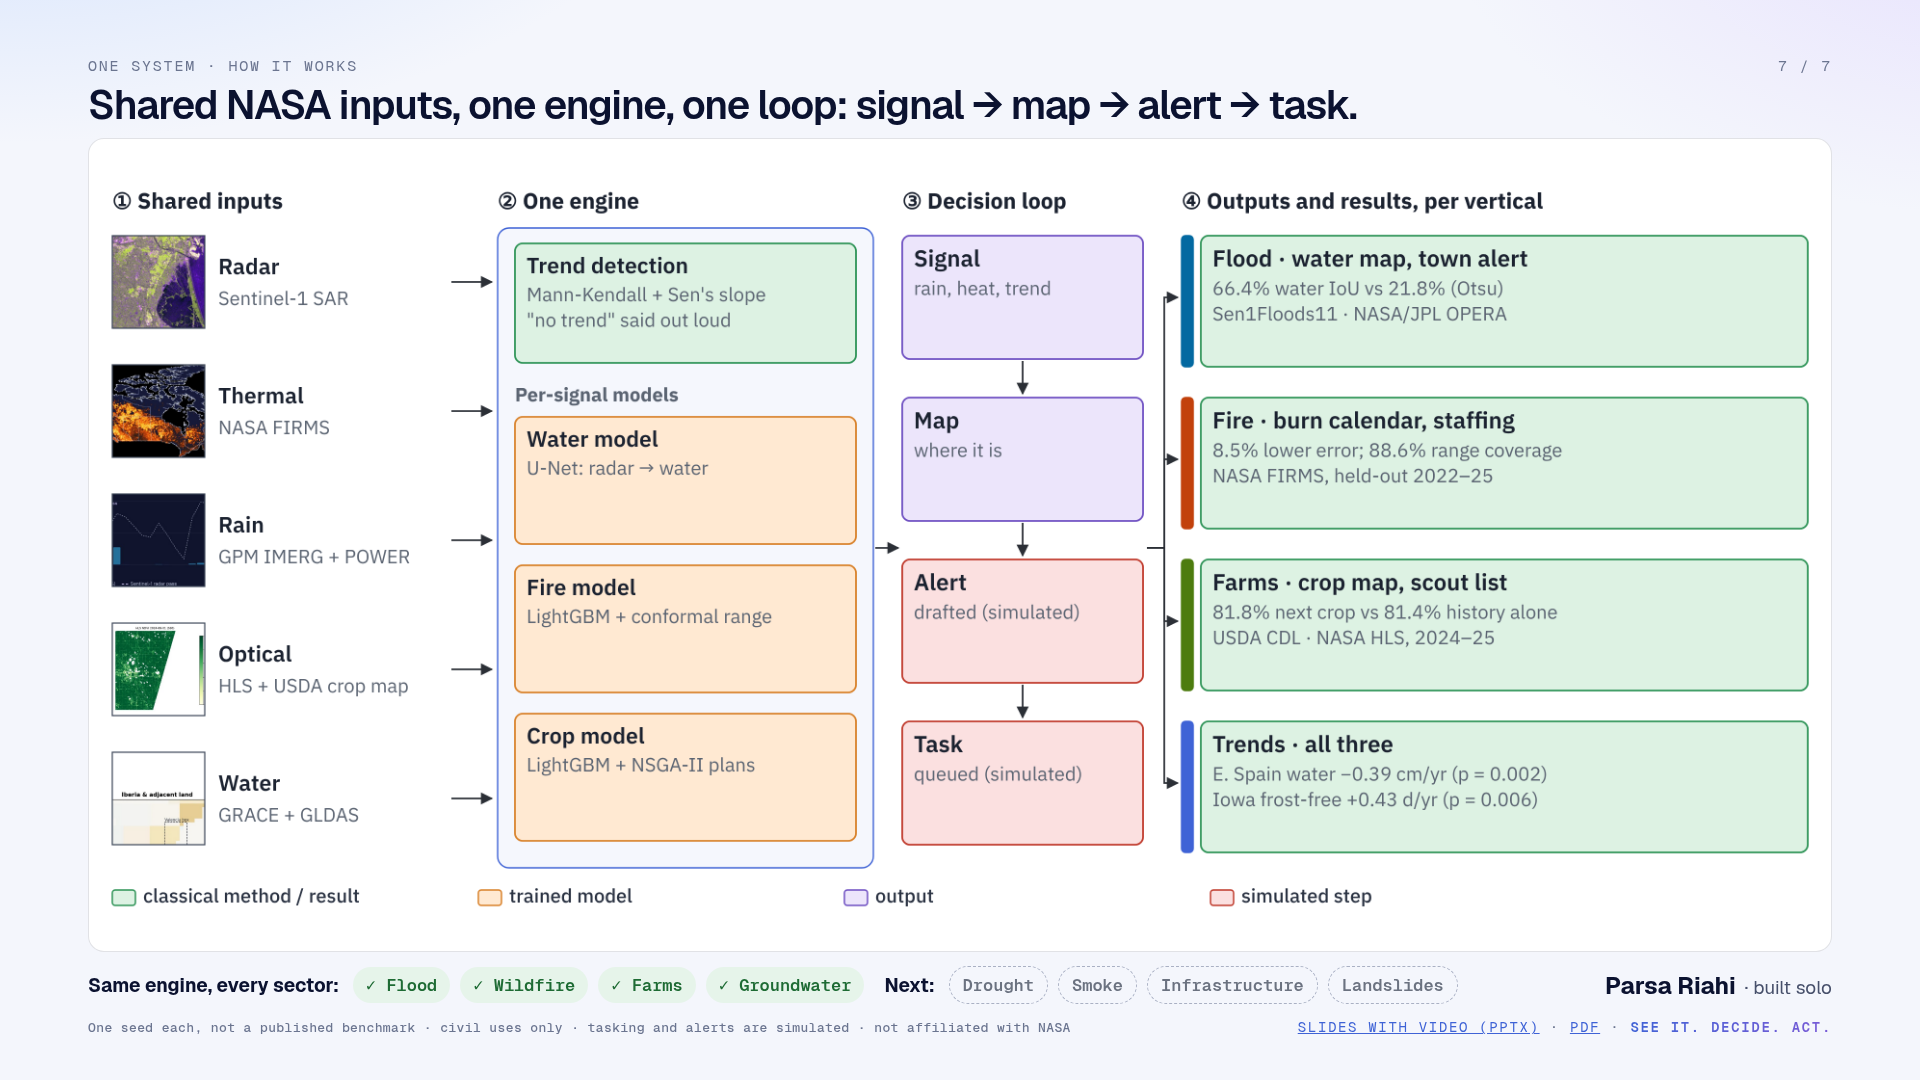 ONE SYSTEM · HOW IT WORKS
7 / 7
Shared NASA inputs, one engine, one loop: signal → map → alert → task.
① Shared inputs
Radar
Sentinel-1 SAR
Thermal
NASA FIRMS
Rain
GPM IMERG + POWER
Optical
HLS + USDA crop map
Iberia & adjacent land
Water
GRACE + GLDAS
② One engine
Trend detection
Mann-Kendall + Sen's slope
"no trend" said out loud
Per-signal models
Water model
U-Net: radar → water
Fire model
LightGBM + conformal range
Crop model
LightGBM + NSGA-II plans
③ Decision loop
Signal
rain, heat, trend
Map
where it is
Alert
drafted (simulated)
Task
queued (simulated)
④ Outputs and results, per vertical
Flood · water map, town alert
66.4% water IoU vs 21.8% (Otsu)
Sen1Floods11 · NASA/JPL OPERA
Fire · burn calendar, staffing
8.5% lower error; 88.6% range coverage
NASA FIRMS, held-out 2022–25
Farms · crop map, scout list
81.8% next crop vs 81.4% history alone
USDA CDL · NASA HLS, 2024–25
Trends · all three
E. Spain water −0.39 cm/yr (p = 0.002)
Iowa frost-free +0.43 d/yr (p = 0.006)
classical method / result
trained model
output
simulated step
Same engine, every sector: ✓ Flood ✓ Wildfire ✓ Farms ✓ Groundwater Next: Drought Smoke Infrastructure Landslides
Parsa Riahi · built solo
One seed each, not a published benchmark · civil uses only · tasking and alerts are simulated · not affiliated with NASA
SLIDES WITH VIDEO (PPTX) · PDF · SEE IT. DECIDE. ACT.